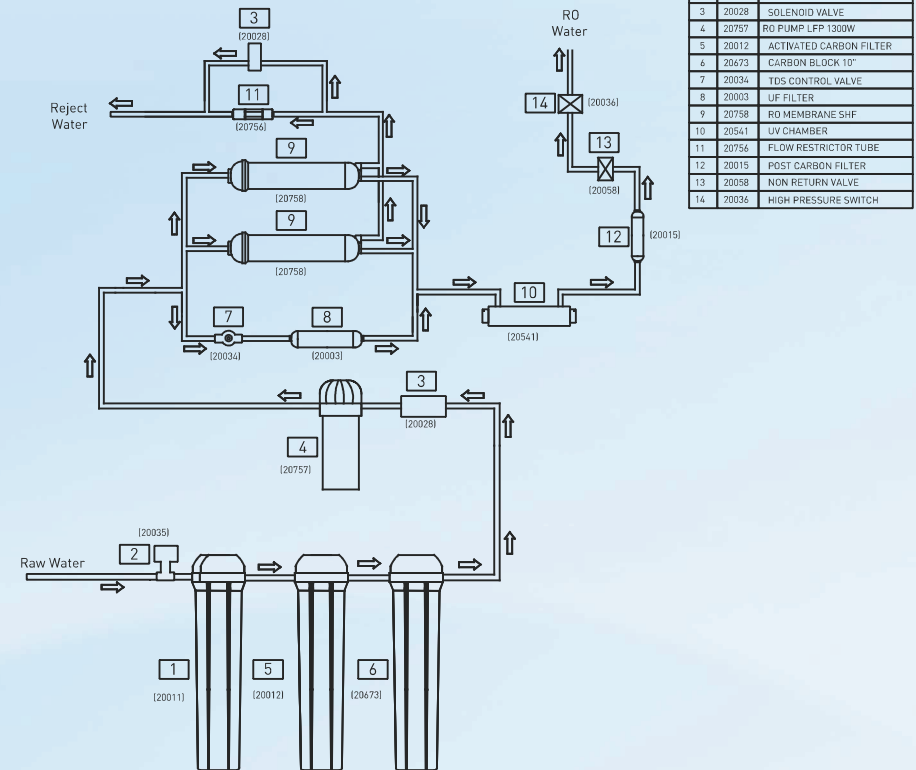 3
(20028)
RO
Water
Reject
Water
11
(20756)
14
(20036)
13
(20058)
9
(20758)
9
(20758)
12
(20015)
10
(20541)
7
(20034)
8
(20003)
3
(20028)
4
(20757)
(20035)
2
Raw Water
1
(20011)
5
(20012)
6
(20673)
3 20028 SOLENOID VALVE
4 20757 RO PUMP LFP 1300W
5 20012 ACTIVATED CARBON FILTER
6 20673 CARBON BLOCK 10"
7 20034 TDS CONTROL VALVE
8 20003 UF FILTER
9 20758 RO MEMBRANE SHF
10 20541 UV CHAMBER
11 20756 FLOW RESTRICTOR TUBE
12 20015 POST CARBON FILTER
13 20058 NON RETURN VALVE
14 20036 HIGH PRESSURE SWITCH